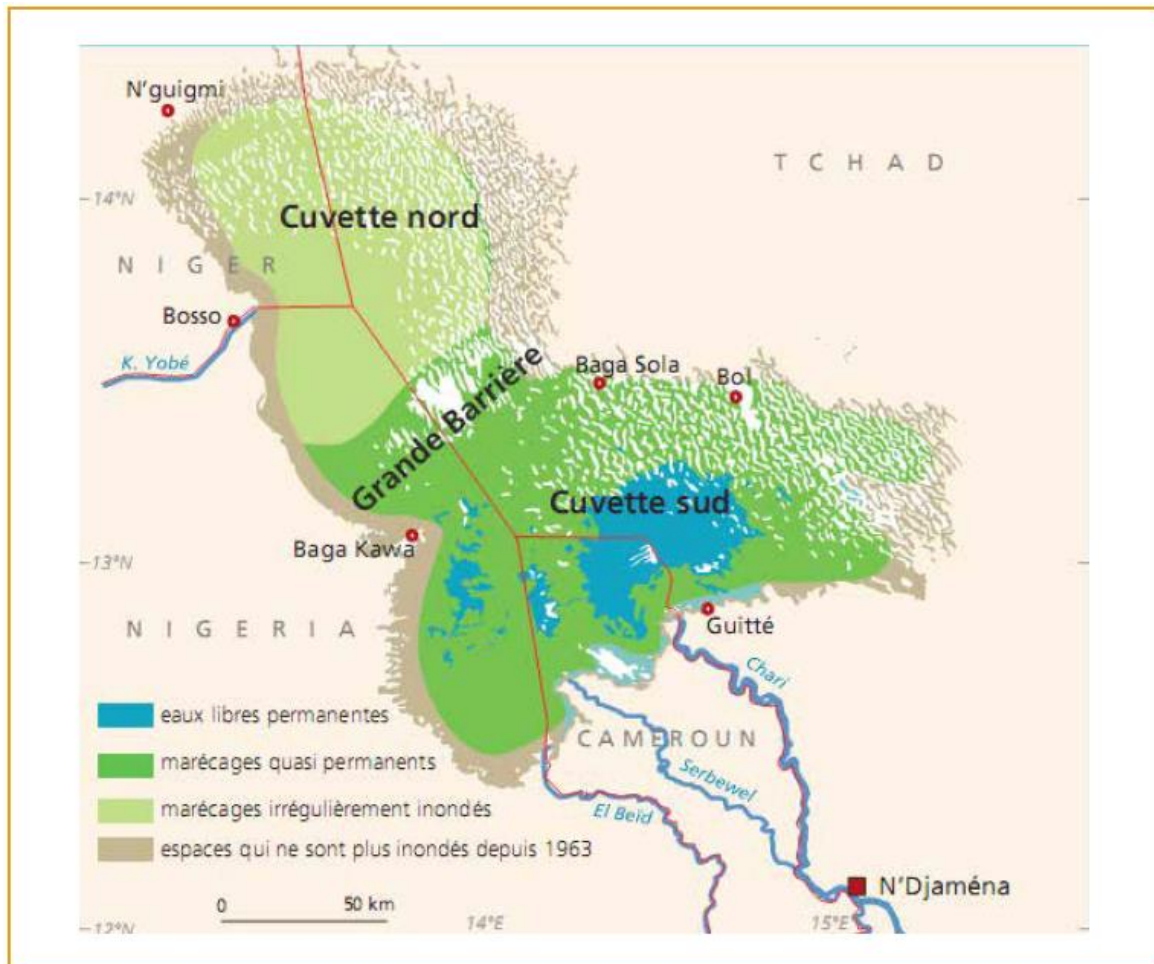 N'guigmi
TCHAD
14°N
Cuvette nord
NIGER
Bosso
K. Yobé
Grande Barrière
Baga Sola
Bol
Cuvette sud
Baga Kawa
13°N
NIGERIA
Guitté
Chari
eaux libres permanentes
CAMEROUN
marécages quasi permanents
Serbewel
marécages irrégulièrement inondés
El Beïd
espaces qui ne sont plus inondés depuis 1963
N'Djaména
0 50 km
14°E
15°E
12°N